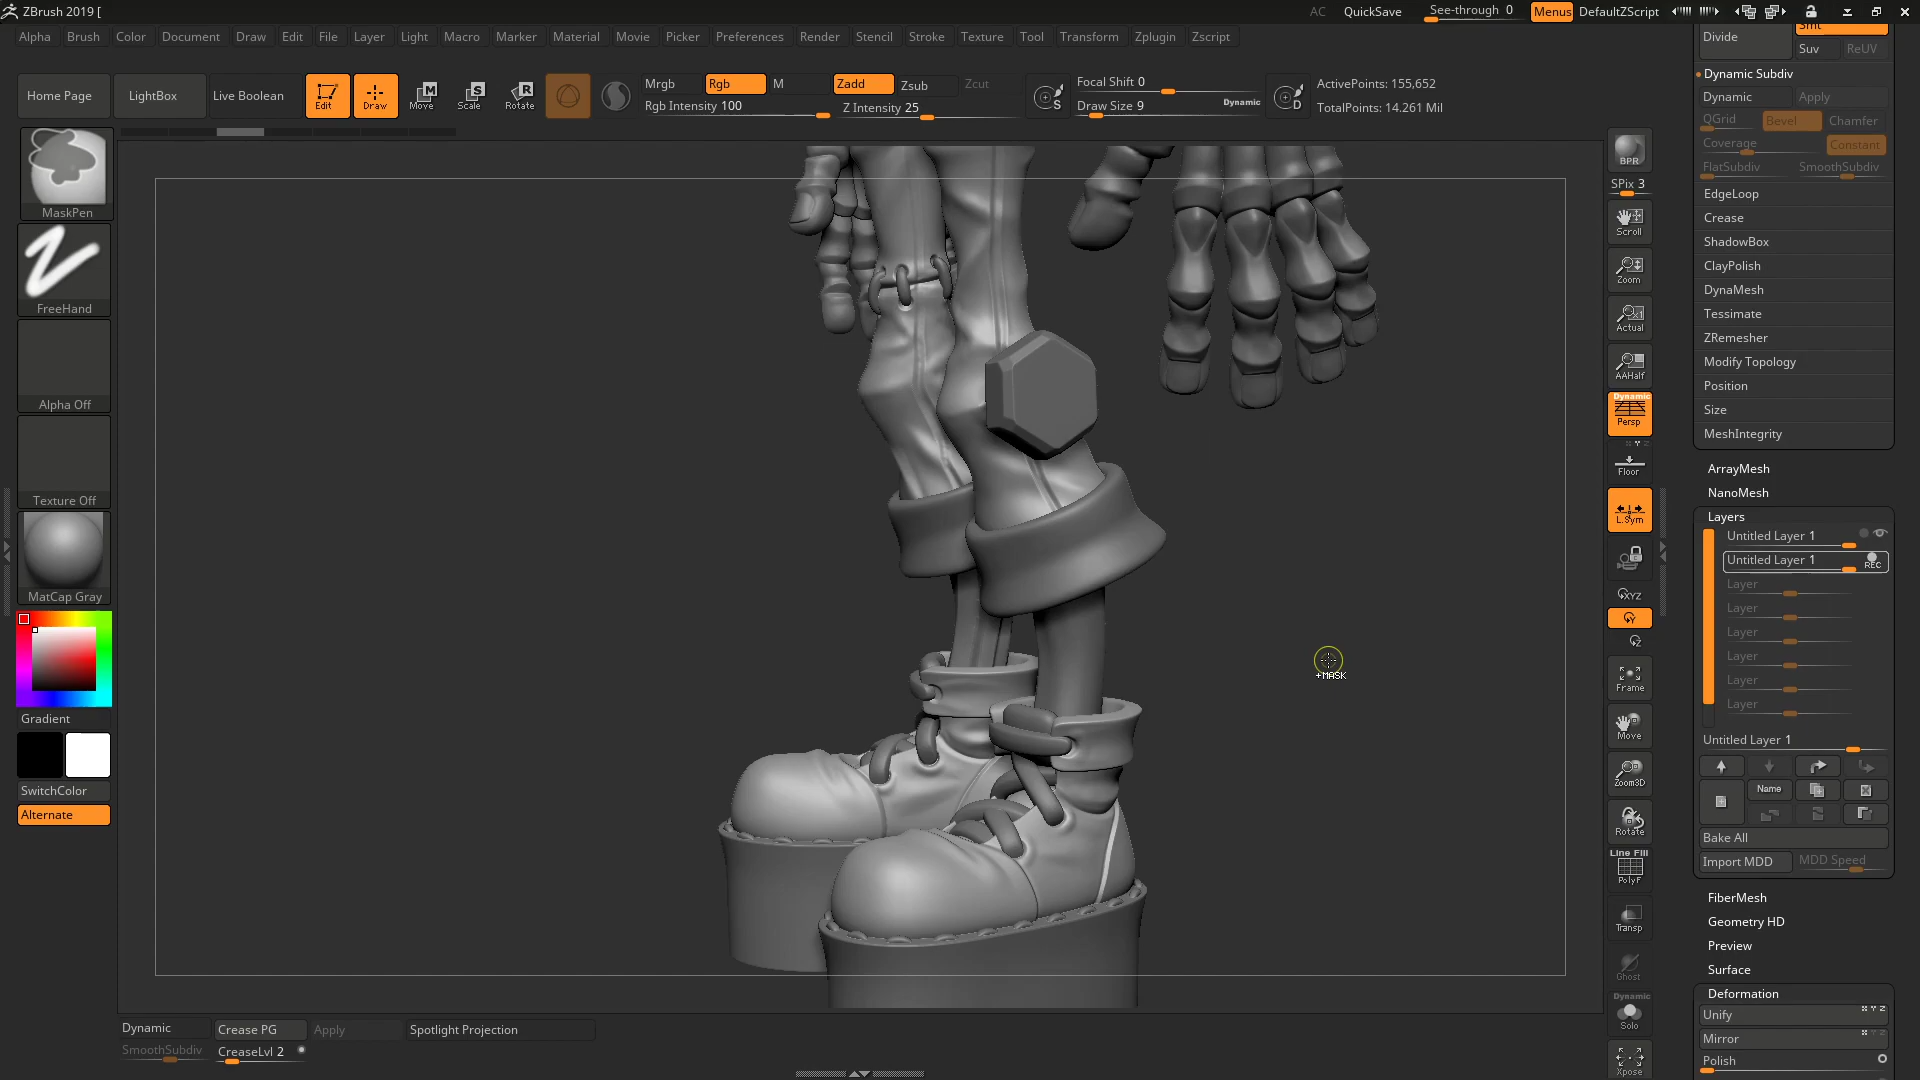 ZBrush 2019 [
AC QuickSave See-through 0 Menus DefaultZScript
Alpha Brush Color Document Draw Edit File Layer Light Macro Marker Material Movie Picker Preferences Render Stencil Stroke Texture Tool Transform Zplugin Zscript
Home Page LightBox Live Boolean
Edit Draw Move Scale Rotate
M S R
Mrgb Rgb M Zadd Zsub Zcut
Rgb Intensity 100 Z Intensity 25
S
Focal Shift 0
Draw Size 9 Dynamic
D
ActivePoints: 155,652
TotalPoints: 14.261 Mil
MaskPen
FreeHand
Alpha Off
Texture Off
MatCap Gray
Gradient
SwitchColor
Alternate
+MASK
BPR
SPix 3
Scroll
Zoom
Actual
AAHalf
Dynamic
Persp
Floor
L.Sym
XYZ
Y
Z
Frame
Move
Zoom3D
Rotate
Line Fill
PolyF
Transp
Ghost
Dynamic
Solo
Xpose
Divide Smt
Suv ReUV
Dynamic Subdiv
Dynamic Apply
QGrid Bevel Chamfer
Coverage Constant
FlatSubdiv SmoothSubdiv
EdgeLoop
Crease
ShadowBox
ClayPolish
DynaMesh
Tessimate
ZRemesher
Modify Topology
Position
Size
MeshIntegrity
ArrayMesh
NanoMesh
Layers
Untitled Layer 1
Untitled Layer 1 REC
Layer
Layer
Layer
Layer
Layer
Layer
Untitled Layer 1
Name
Bake All
Import MDD MDD Speed
FiberMesh
Geometry HD
Preview
Surface
Deformation
Unify X Y Z
Mirror X Y Z
Polish
Dynamic Crease PG Apply Spotlight Projection
SmoothSubdiv CreaseLvl 2